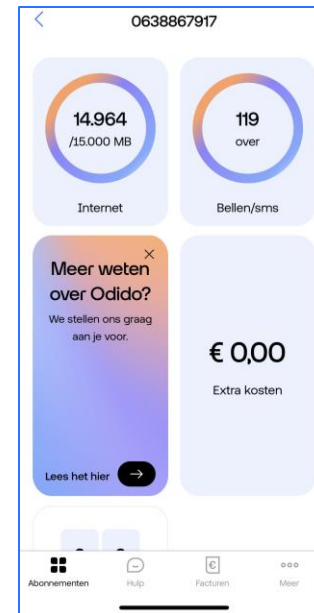 0638867917
14.964
/15.000 MB
Internet
119
over
Bellen/sms
Meer weten
over Odido?
We stellen ons graag
aan je voor.
Lees het hier
€ 0,00
Extra kosten
Abonnementen
Hulp
Facturen
Meer